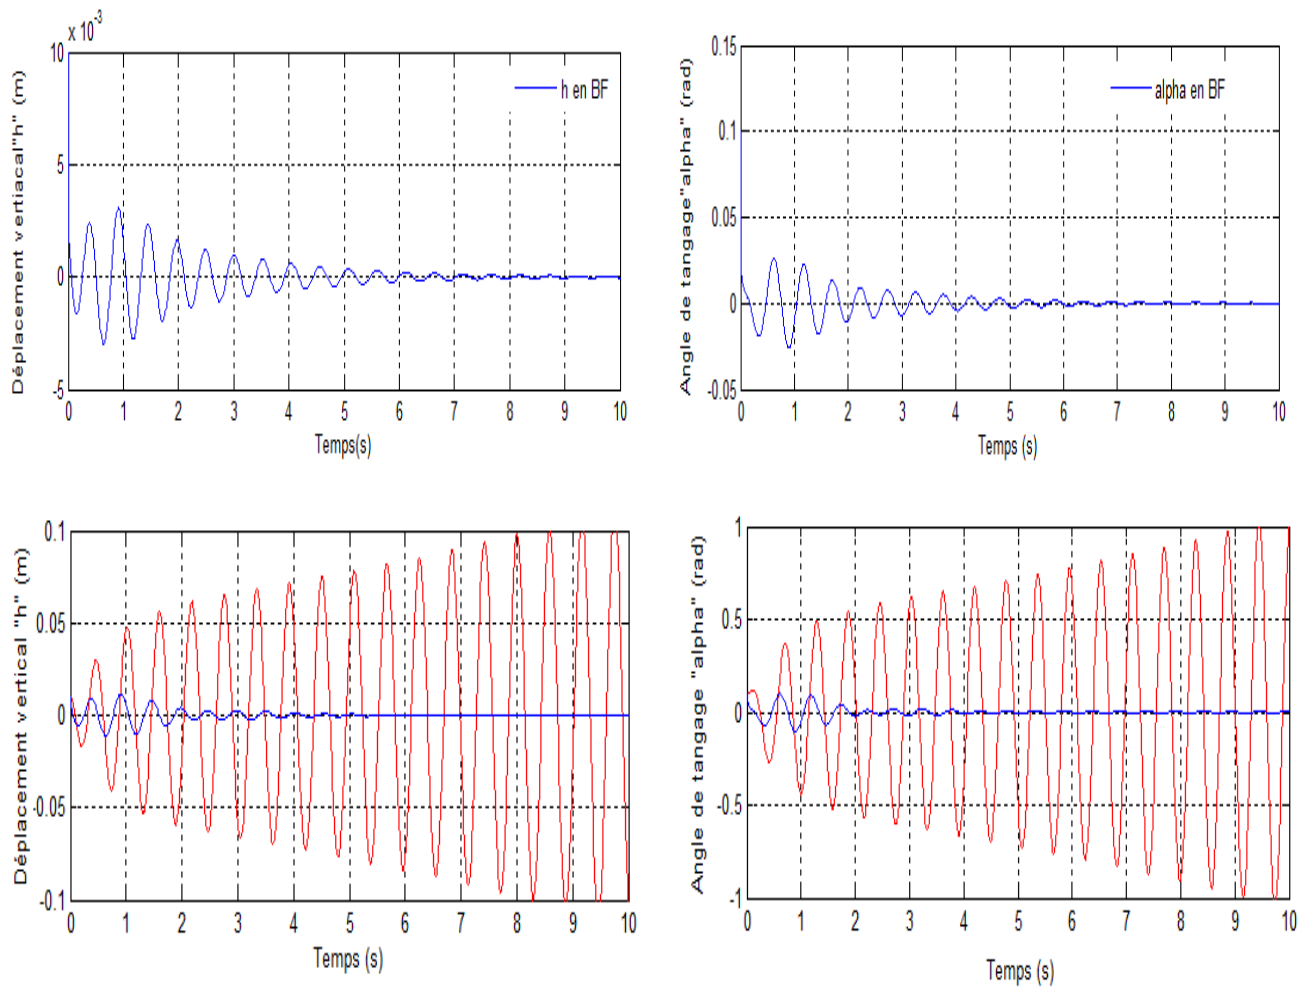 x 10⁻³
Déplacement vertiacal"h" (m)
10
5
0
-5
h en BF
0 1 2 3 4 5 6 7 8 9 10
Temps(s)
Angle de tangage"alpha" (rad)
0.15
0.1
0.05
0
-0.05
alpha en BF
0 1 2 3 4 5 6 7 8 9 10
Temps (s)
Déplacement vertical "h" (m)
0.1
0.05
0
-0.05
-0.1
0 1 2 3 4 5 6 7 8 9 10
Temps (s)
Angle de tangage "alpha" (rad)
1
0.5
0
-0.5
-1
0 1 2 3 4 5 6 7 8 9 10
Temps (s)